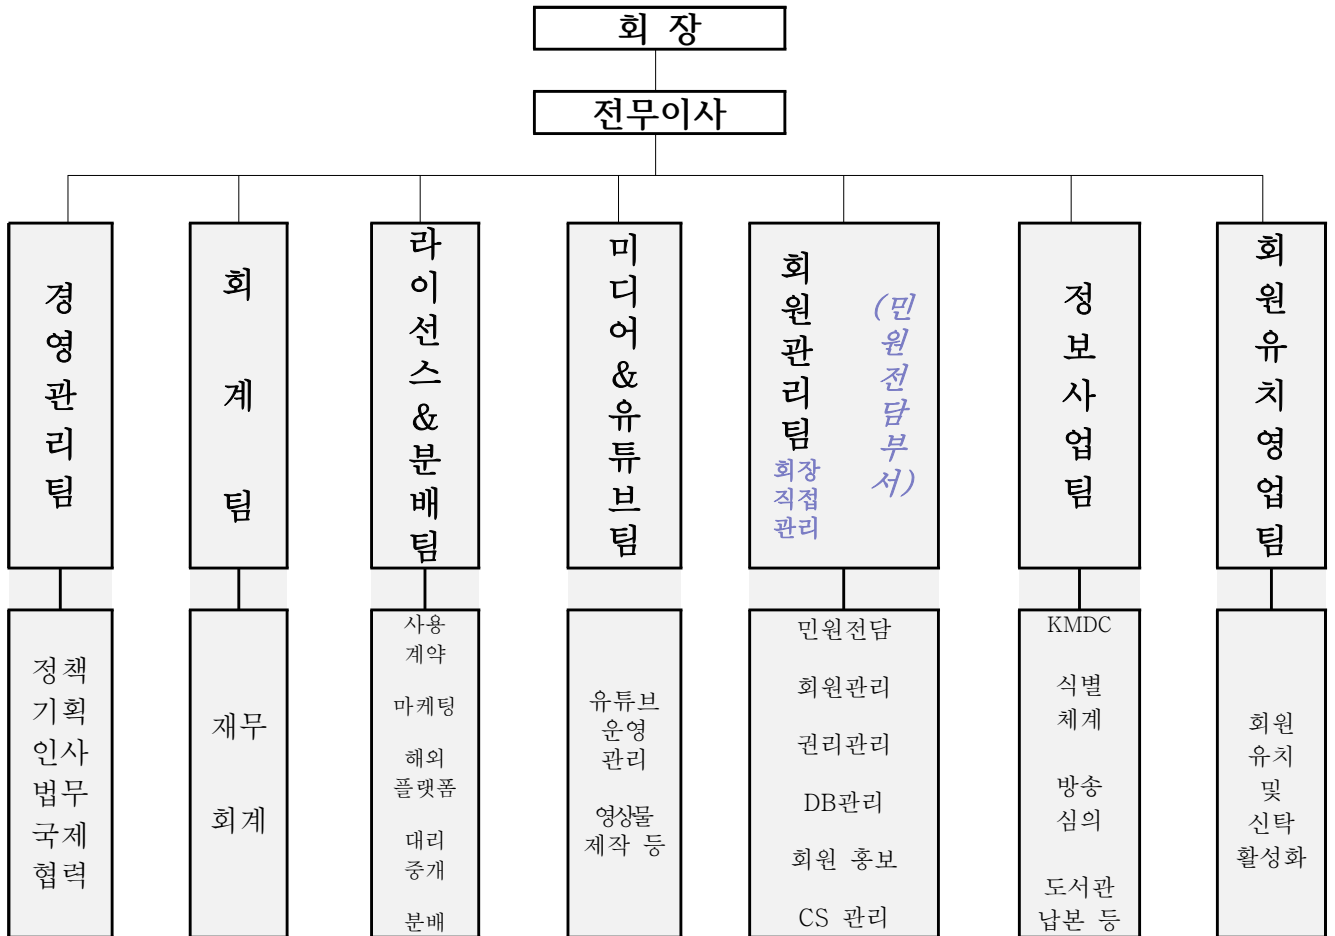 회 장
전무이사
경영관리팀
회계팀
라이선스&분배팀
미디어&유튜브팀
회원관리팀
회장
직접
관리
(민원전담부서)
정보사업팀
회원유치영업팀
정책
기획
인사
법무
국제
협력
재무
회계
사용
계약
마케팅
해외
플랫폼
대리
중개
분배
유튜브
운영
관리
영상물
제작 등
민원전담
회원관리
권리관리
DB관리
회원 홍보
CS 관리
KMDC
식별
체계
방송
심의
도서관
납본 등
회원
유치
및
신탁
활성화